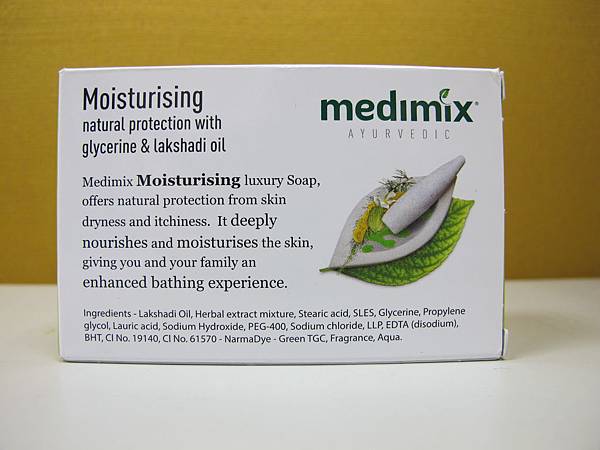 Moisturising
natural protection with
glycerine & lakshadi oil
medimix®
AYURVEDIC
Medimix Moisturising luxury Soap,
offers natural protection from skin
dryness and itchiness. It deeply
nourishes and moisturises the skin,
giving you and your family an
enhanced bathing experience.
Ingredients - Lakshadi Oil, Herbal extract mixture, Stearic acid, SLES, Glycerine, Propylene
glycol, Lauric acid, Sodium Hydroxide, PEG-400, Sodium chloride, LLP, EDTA (disodium),
BHT, CI No. 19140, CI No. 61570 - NarmaDye - Green TGC, Fragrance, Aqua.